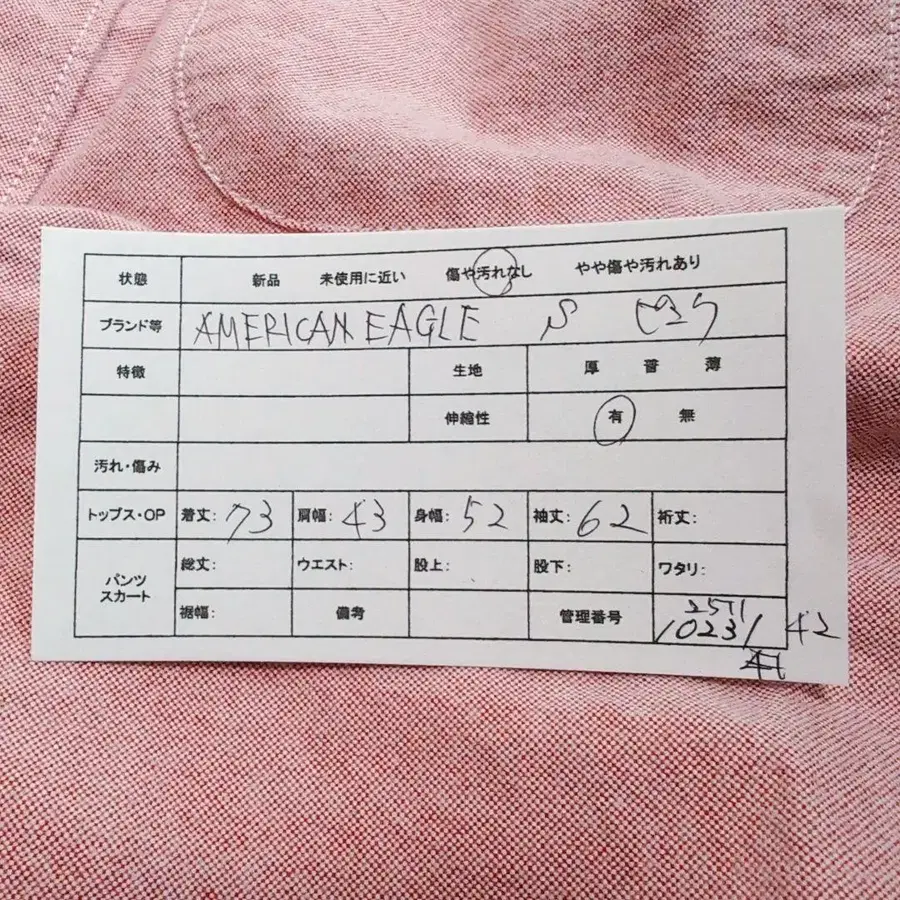 状態 新品 未使用に近い 傷や汚れなし やや傷や汚れあり
ブランド等 AMERICAN EAGLE S
特徴 生地 厚 普 薄
伸縮性 有 無
汚れ・傷み
トップス・OP 着丈: 73 肩幅: 43 身幅: 52 袖丈: 62 裄丈:
パンツ スカート 総丈: ウエスト: 股上: 股下: ワタリ:
裾幅: 備考 管理番号 10231 42